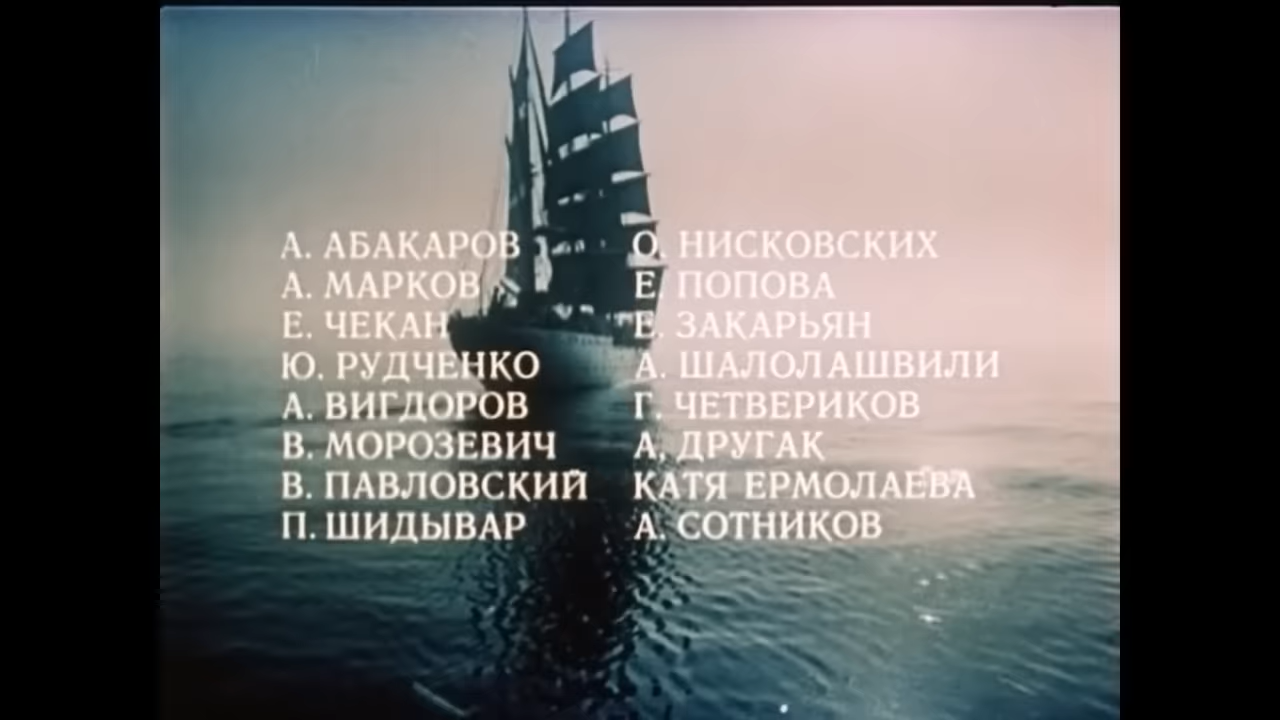 А. АБАКАРОВ
А. МАРКОВ
Е. ЧЕКАН
Ю. РУДЧЕНКО
А. ВИГДОРОВ
В. МОРОЗЕВИЧ
В. ПАВЛОВСКИЙ
П. ШИДЫВАР
О. НИСКОВСКИХ
Е. ПОПОВА
Е. ЗАКАРЬЯН
А. ШАЛОЛАШВИЛИ
Г. ЧЕТВЕРИКОВ
А. ДРУГАК
КАТЯ ЕРМОЛАЕВА
А. СОТНИКОВ